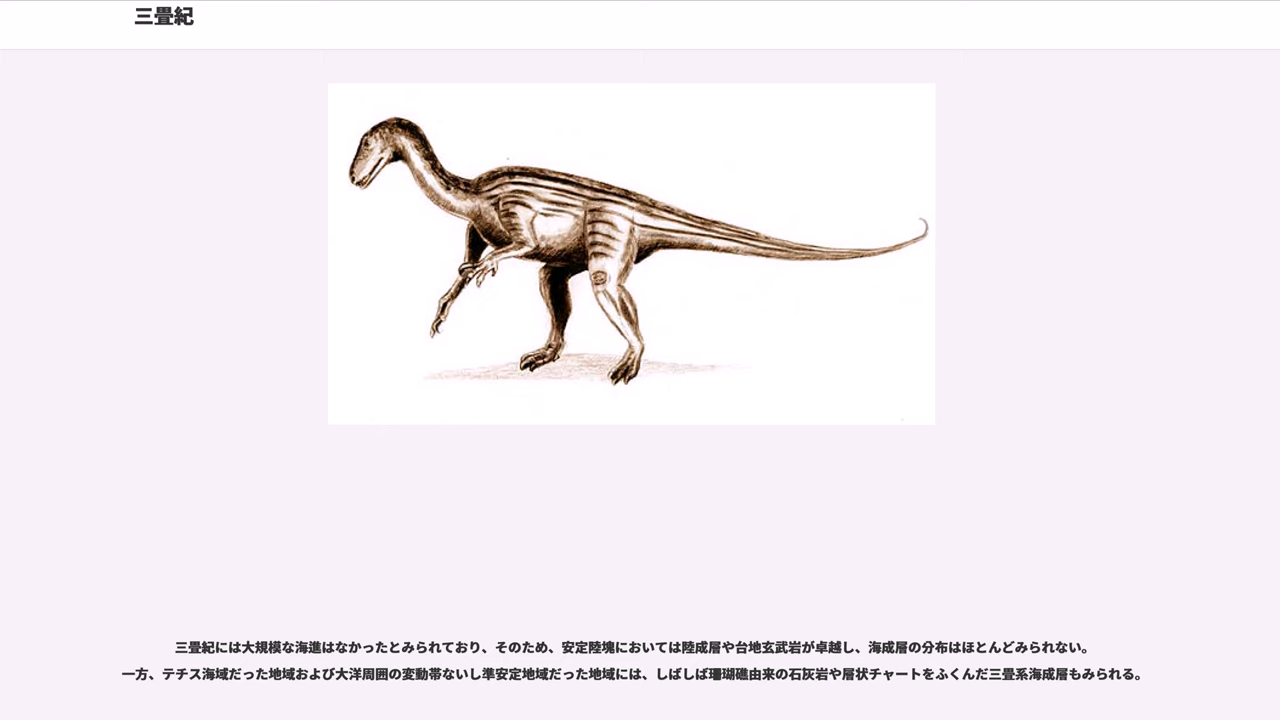 三畳紀
三畳紀には大規模な海進はなかったとみられており、そのため、安定陸塊においては陸成層や台地玄武岩が卓越し、海成層の分布はほとんどみられない。
一方、テチス海域だった地域および大洋周囲の変動帯ないし準安定地域だった地域には、しばしば珊瑚礁由来の石灰岩や層状チャートをふくんだ三畳系海成層もみられる。